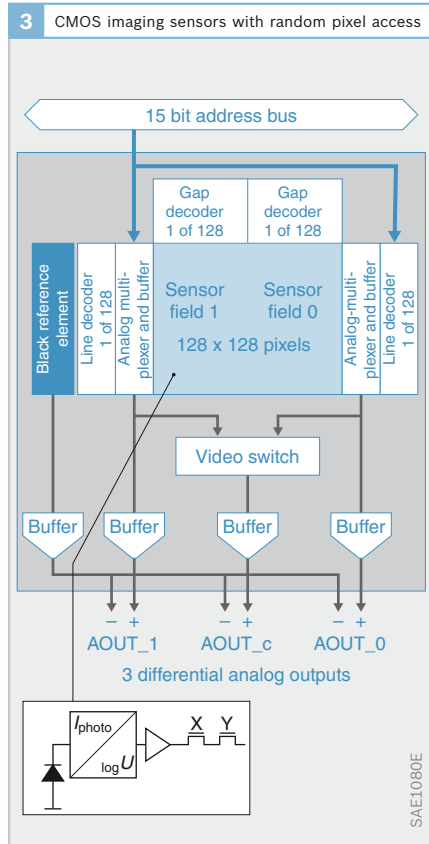 3 CMOS imaging sensors with random pixel access
15 bit address bus
Gap
decoder
1 of 128
Gap
decoder
1 of 128
Black reference
element
Line decoder
1 of 128
Analog multi-
plexer and buffer
Sensor
field 1
Sensor
field 0
128 x 128 pixels
Analog-multi-
plexer and buffer
Line decoder
1 of 128
Video switch
Buffer
Buffer
Buffer
Buffer
− +
− +
− +
AOUT_1
AOUT_c
AOUT_0
3 differential analog outputs
Iphoto
logU
X
Y
SAE1080E